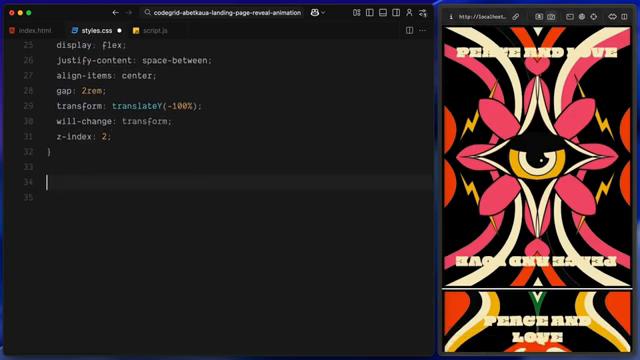 codegrid-abetkaua-landing-page-reveal-animation
index.html
styles.css
script.js
25 display: flex;
26 justify-content: space-between;
27 align-items: center;
28 gap: 2rem;
29 transform: translateY(-100%);
30 will-change: transform;
31 z-index: 2;
32 }
33
34
35
http://localhost...
PEACE AND LOVE
PEACE AND LOVE
PEACE AND
LOVE